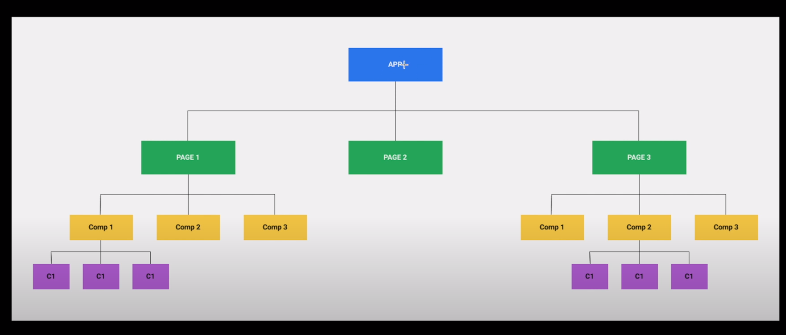 APP
PAGE 1
PAGE 2
PAGE 3
Comp 1
Comp 2
Comp 3
Comp 1
Comp 2
Comp 3
C1
C1
C1
C1
C1
C1